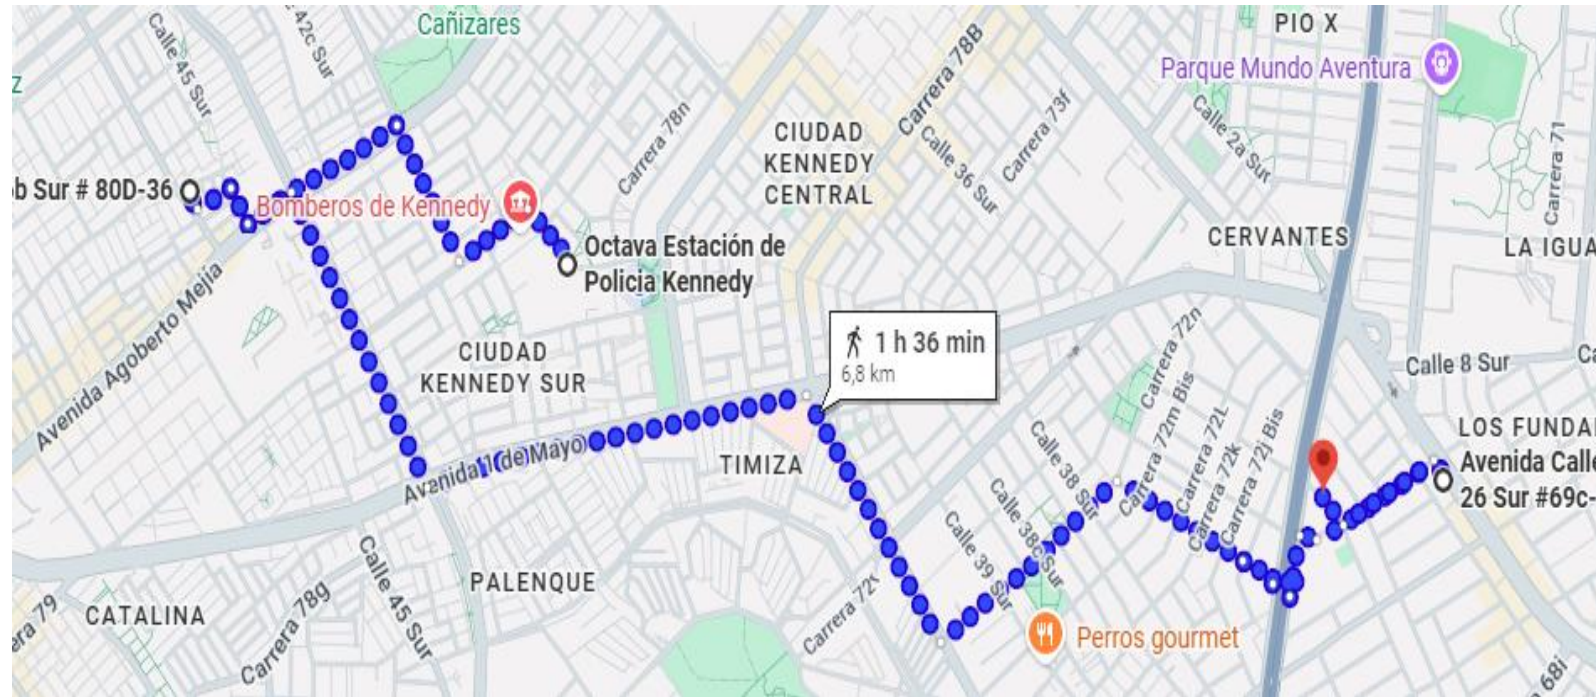 Cañizares
PIO X
Parque Mundo Aventura
Calle 45 Sur
42c Sur
Carrera 78B
Carrera 78n
CIUDAD
KENNEDY
CENTRAL
Calle 36 Sur
Carrera 73f
Calle 2a Sur
Carrera 71
z
b Sur # 80D-36
Bomberos de Kennedy
Octava Estación de
Policia Kennedy
CERVANTES
LA IGUA
Avenida Agoberto Mejía
CIUDAD
KENNEDY SUR
1 h 36 min
6,8 km
Carrera 72n
Carrera 72m Bis
Carrera 72L
Carrera 72k
Carrera 72j Bis
Calle 8 Sur
Ca
LOS FUNDA
Avenida Calle
26 Sur #69c-
Avenida 1 de Mayo
TIMIZA
Calle 38 Sur
Calle 38c Sur
Calle 39 Sur
PALENQUE
Calle 45 Sur
CATALINA
Carrera 78g
era 79
Perros gourmet
68i